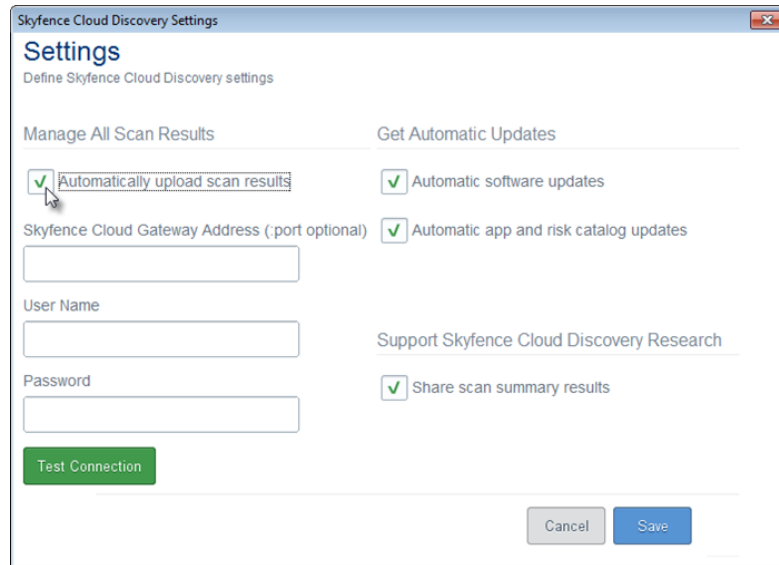 Skyfence Cloud Discovery Settings
Settings
Define Skyfence Cloud Discovery settings
Manage All Scan Results
Automatically upload scan results
Skyfence Cloud Gateway Address (:port optional)
User Name
Password
Test Connection
Get Automatic Updates
Automatic software updates
Automatic app and risk catalog updates
Support Skyfence Cloud Discovery Research
Share scan summary results
Cancel
Save